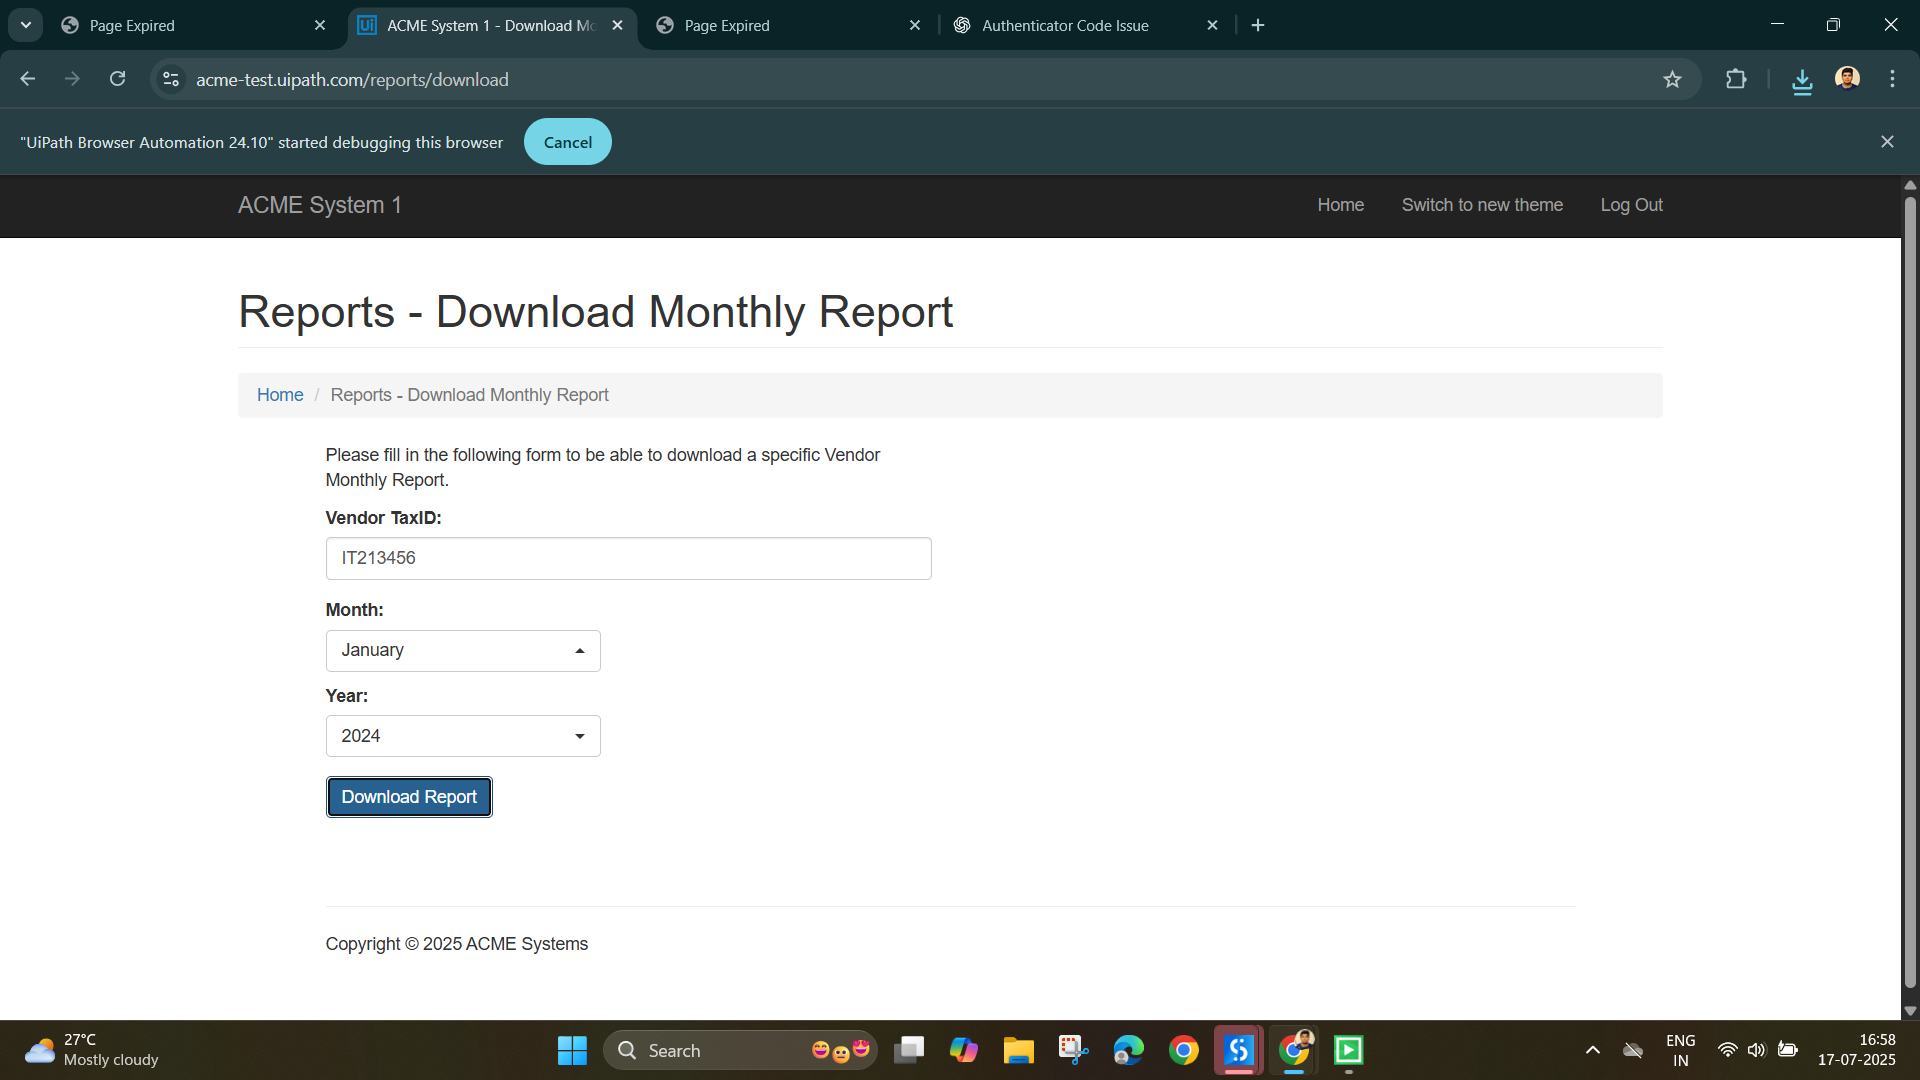 Page Expired
ACME System 1 - Download Mo
Page Expired
Authenticator Code Issue
acme-test.uipath.com/reports/download
"UiPath Browser Automation 24.10" started debugging this browser
Cancel
ACME System 1
Home
Switch to new theme
Log Out
Reports - Download Monthly Report
Home / Reports - Download Monthly Report
Please fill in the following form to be able to download a specific Vendor
Monthly Report.
Vendor TaxID:
IT213456
Month:
January
Year:
2024
Download Report
Copyright © 2025 ACME Systems
27°C
Mostly cloudy
Search
ENG
IN
16:58
17-07-2025